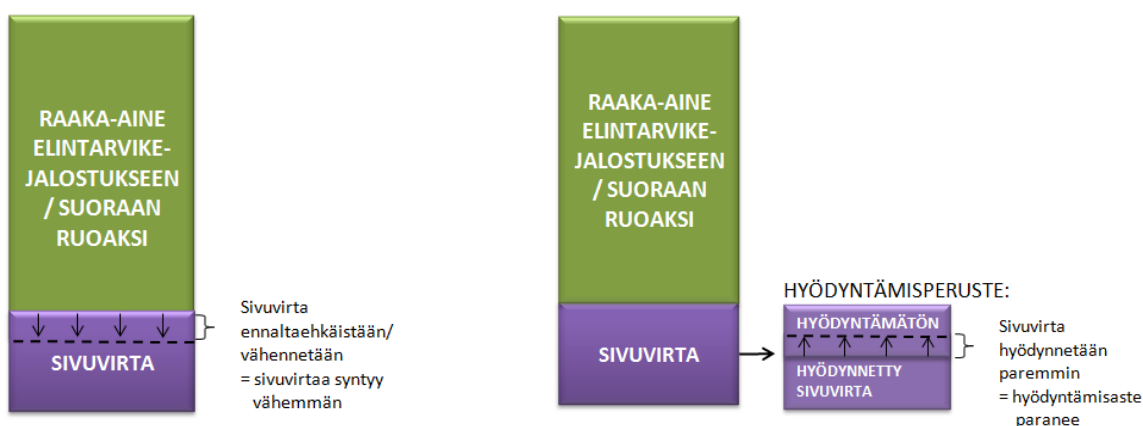 RAAKA-AINE
ELINTARVIKE-
JALOSTUKSEEN
/ SUORAAN
RUOAKSI
SIVUVIRTA
Sivuvirta
ennaltaehkäistään/
vähennetään
= sivuvirtaa syntyy
vähemmän
RAAKA-AINE
ELINTARVIKE-
JALOSTUKSEEN
/ SUORAAN
RUOAKSI
SIVUVIRTA
HYÖDYNTÄMISPERUSTE:
HYÖDYNTÄMÄTÖN
HYÖDYNNETTY
SIVUVIRTA
Sivuvirta
hyödynnetään
paremmin
= hyödyntämisaste
paranee